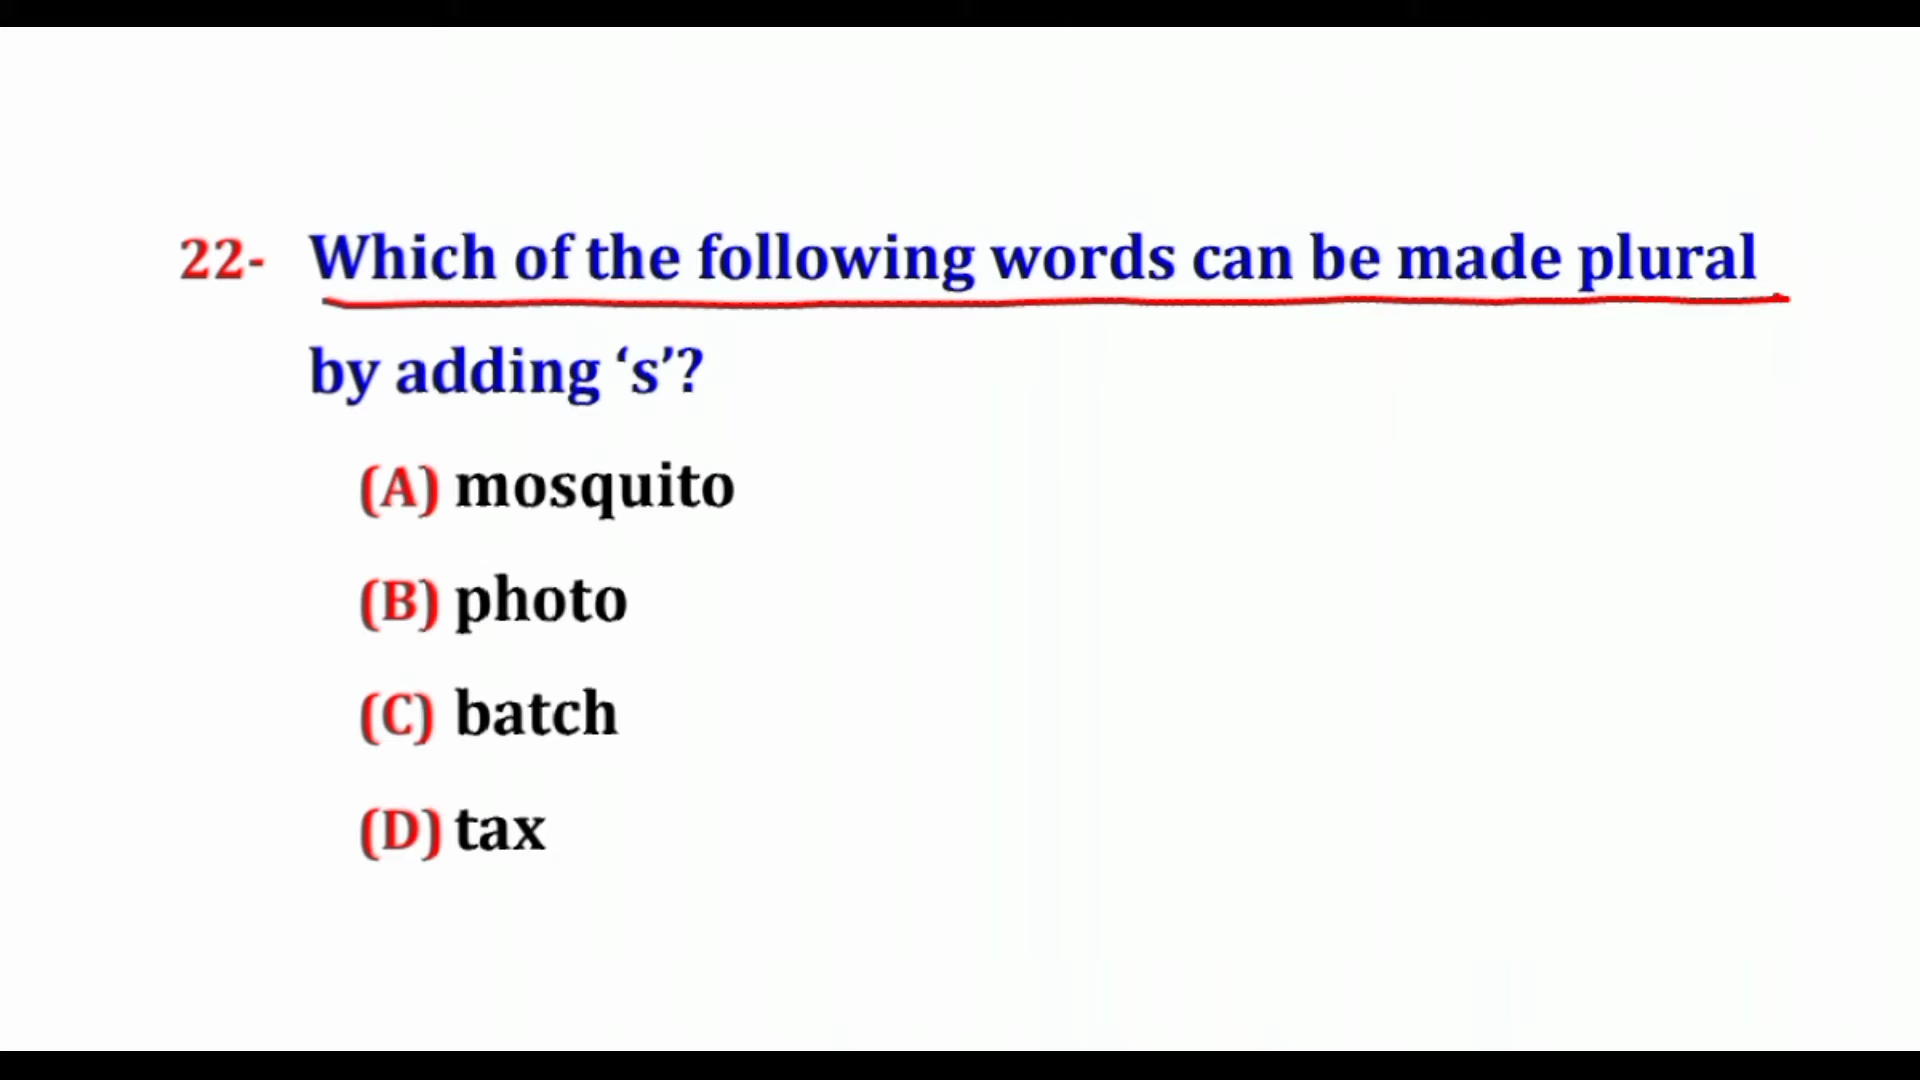 22- Which of the following words can be made plural
by adding ‘s’?
(A) mosquito
(B) photo
(C) batch
(D) tax